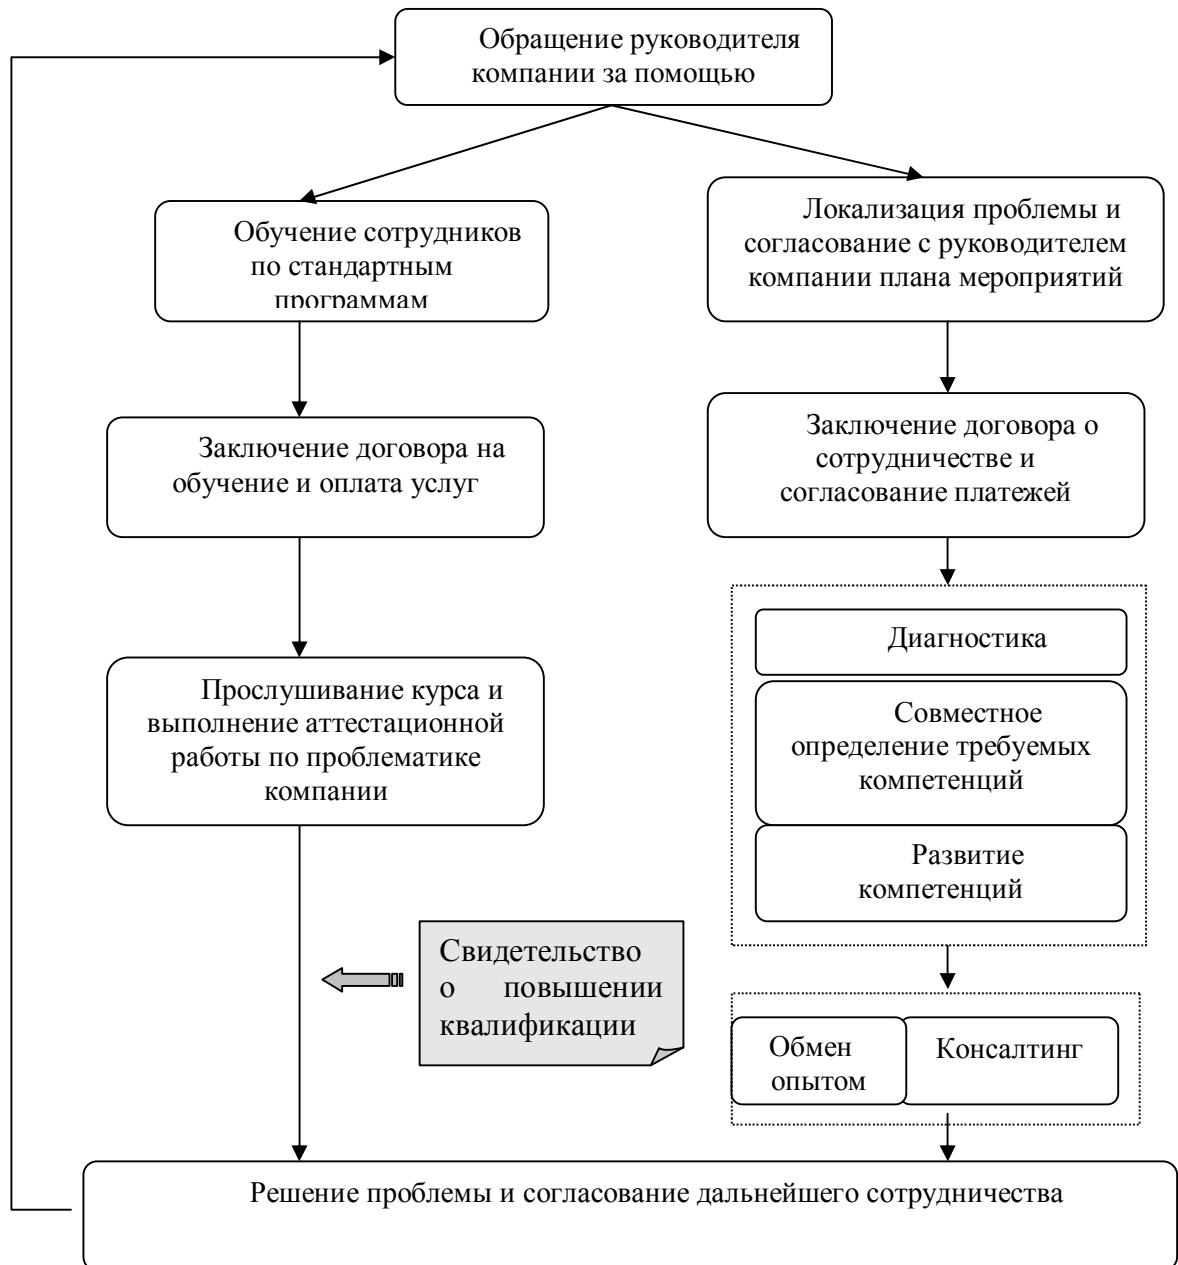 Обращение руководителя
компании за помощью
Обучение сотрудников
по стандартным
программам
Локализация проблемы и
согласование с руководителем
компании плана мероприятий
Заключение договора на
обучение и оплата услуг
Заключение договора о
сотрудничестве и
согласование платежей
Прослушивание курса и
выполнение аттестационной
работы по проблематике
компании
Диагностика
Совместное
определение требуемых
компетенций
Развитие
компетенций
Свидетельство
о повышении
квалификации
Обмен
опытом
Консалтинг
Решение проблемы и согласование дальнейшего сотрудничества